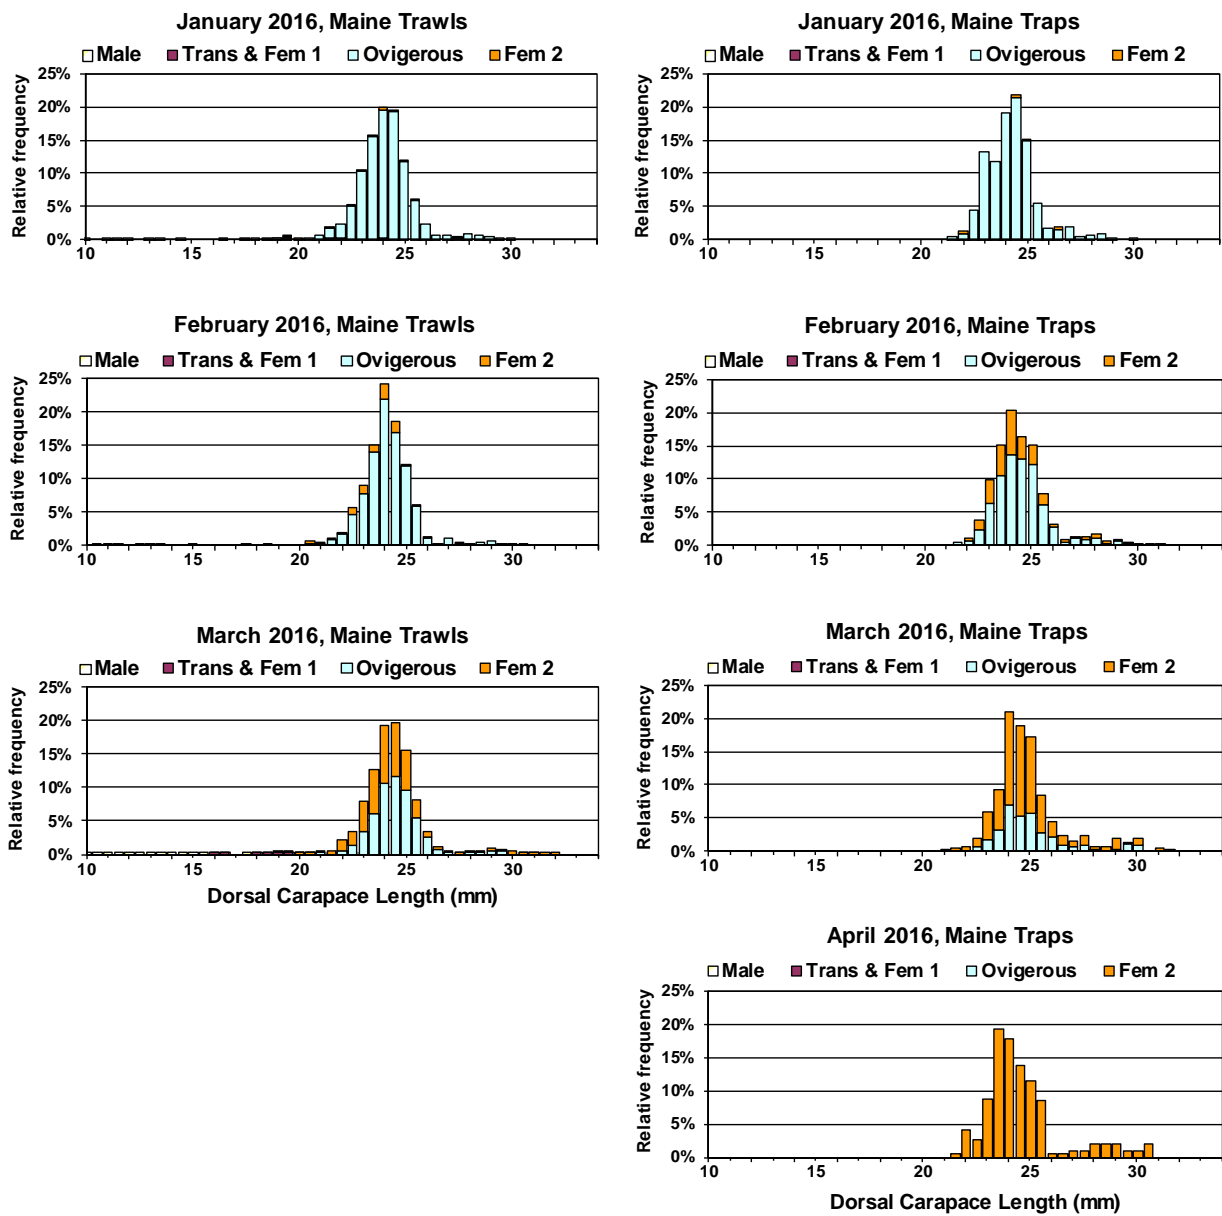 January 2016, Maine Trawls
Male Trans & Fem 1 Ovigerous Fem 2
Relative frequency
25%
20%
15%
10%
5%
0%
10 15 20 25 30
January 2016, Maine Traps
Male Trans & Fem 1 Ovigerous Fem 2
Relative frequency
25%
20%
15%
10%
5%
0%
10 15 20 25 30
February 2016, Maine Trawls
Male Trans & Fem 1 Ovigerous Fem 2
Relative frequency
25%
20%
15%
10%
5%
0%
10 15 20 25 30
February 2016, Maine Traps
Male Trans & Fem 1 Ovigerous Fem 2
Relative frequency
25%
20%
15%
10%
5%
0%
10 15 20 25 30
March 2016, Maine Trawls
Male Trans & Fem 1 Ovigerous Fem 2
Relative frequency
25%
20%
15%
10%
5%
0%
10 15 20 25 30
Dorsal Carapace Length (mm)
March 2016, Maine Traps
Male Trans & Fem 1 Ovigerous Fem 2
Relative frequency
25%
20%
15%
10%
5%
0%
10 15 20 25 30
April 2016, Maine Traps
Male Trans & Fem 1 Ovigerous Fem 2
Relative frequency
25%
20%
15%
10%
5%
0%
10 15 20 25 30
Dorsal Carapace Length (mm)